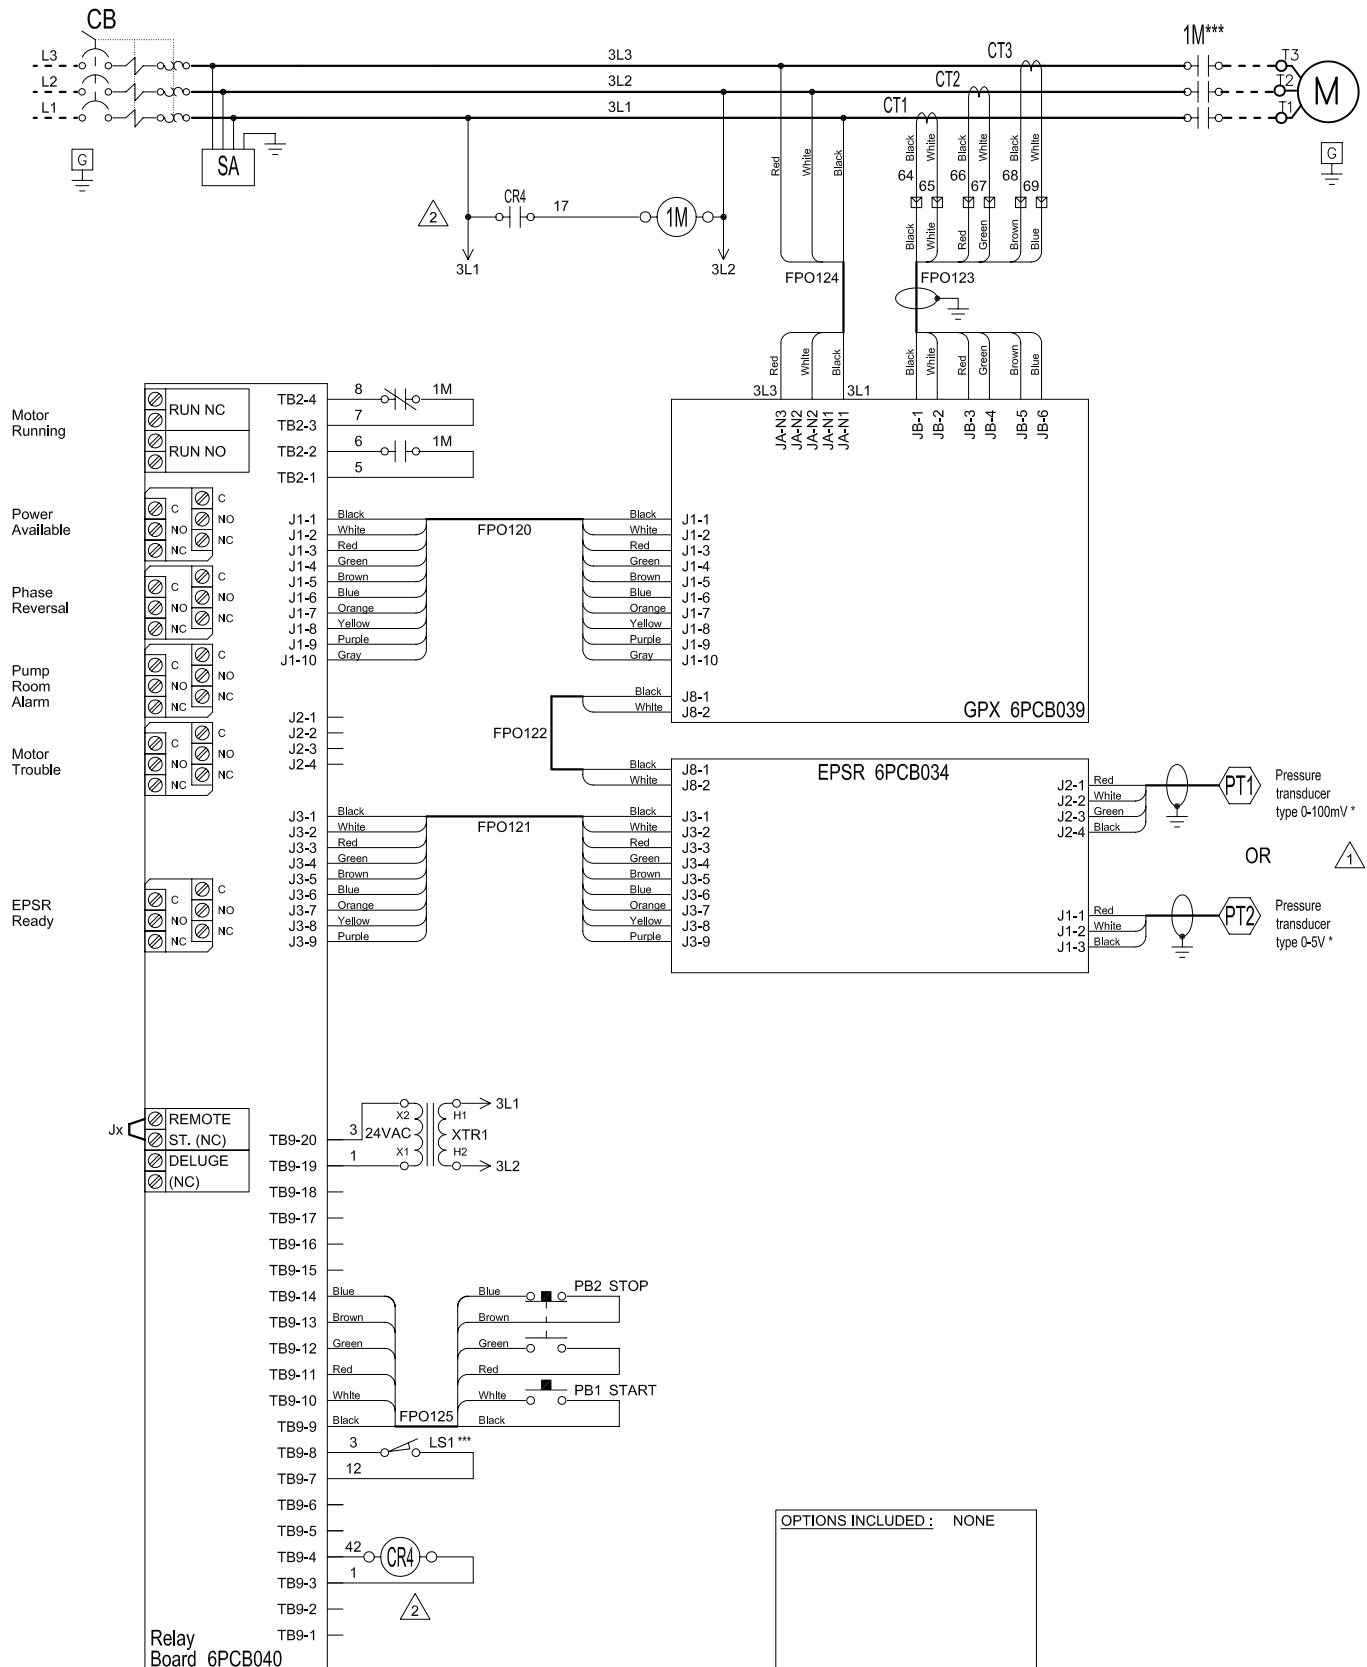 CB
1M***
L3
3L3
CT3
T3
L2
3L2
CT2
T2
M
L1
3L1
CT1
T1
G
SA
G
Red
White
Black
Black
White
Black
White
Black
White
64
65
66
67
68
69
2
CR4
17
1M
3L1
3L2
Black
White
Red
Green
Brown
Blue
FPO124
FPO123
Red
White
Black
Black
White
Red
Green
Brown
Blue
3L3
3L1
JA-N3
JA-N2
JA-N2
JA-N1
JA-N1
JB-1
JB-2
JB-3
JB-4
JB-5
JB-6
Motor
Running
RUN NC
RUN NO
TB2-4
8
1M
TB2-3
7
TB2-2
6
1M
TB2-1
5
Power
Available
C
NO
NC
C
NO
NC
Phase
Reversal
C
NO
NC
C
NO
NC
Pump
Room
Alarm
C
NO
NC
C
NO
NC
Motor
Trouble
C
NO
NC
C
NO
NC
EPSR
Ready
C
NO
NC
C
NO
NC
J1-1 Black
J1-2 White
J1-3 Red
J1-4 Green
J1-5 Brown
J1-6 Blue
J1-7 Orange
J1-8 Yellow
J1-9 Purple
J1-10 Gray
FPO120
Black J1-1
White J1-2
Red J1-3
Green J1-4
Brown J1-5
Blue J1-6
Orange J1-7
Yellow J1-8
Purple J1-9
Gray J1-10
Black J8-1
White J8-2
GPX 6PCB039
J2-1
J2-2
J2-3
J2-4
FPO122
Black J8-1
White J8-2
EPSR 6PCB034
J3-1 Black
J3-2 White
J3-3 Red
J3-4 Green
J3-5 Brown
J3-6 Blue
J3-7 Orange
J3-8 Yellow
J3-9 Purple
FPO121
Black J3-1
White J3-2
Red J3-3
Green J3-4
Brown J3-5
Blue J3-6
Orange J3-7
Yellow J3-8
Purple J3-9
J2-1 Red
J2-2 White
J2-3 Green
J2-4 Black
PT1
Pressure
transducer
type 0-100mV *
OR
1
J1-1 Red
J1-2 White
J1-3 Black
PT2
Pressure
transducer
type 0-5V *
Jx
REMOTE
ST. (NC)
DELUGE
(NC)
TB9-20
3
24VAC
X2
X1
H1
H2
XTR1
3L1
3L2
TB9-19
1
TB9-18
TB9-17
TB9-16
TB9-15
TB9-14 Blue
Blue
PB2 STOP
TB9-13 Brown
Brown
TB9-12 Green
Green
TB9-11 Red
Red
TB9-10 White
White
PB1 START
TB9-9 Black
FPO125
Black
TB9-8
3
LS1 ***
TB9-7
12
TB9-6
TB9-5
TB9-4
42
CR4
TB9-3
1
2
TB9-2
TB9-1
Relay
Board 6PCB040
OPTIONS INCLUDED : NONE